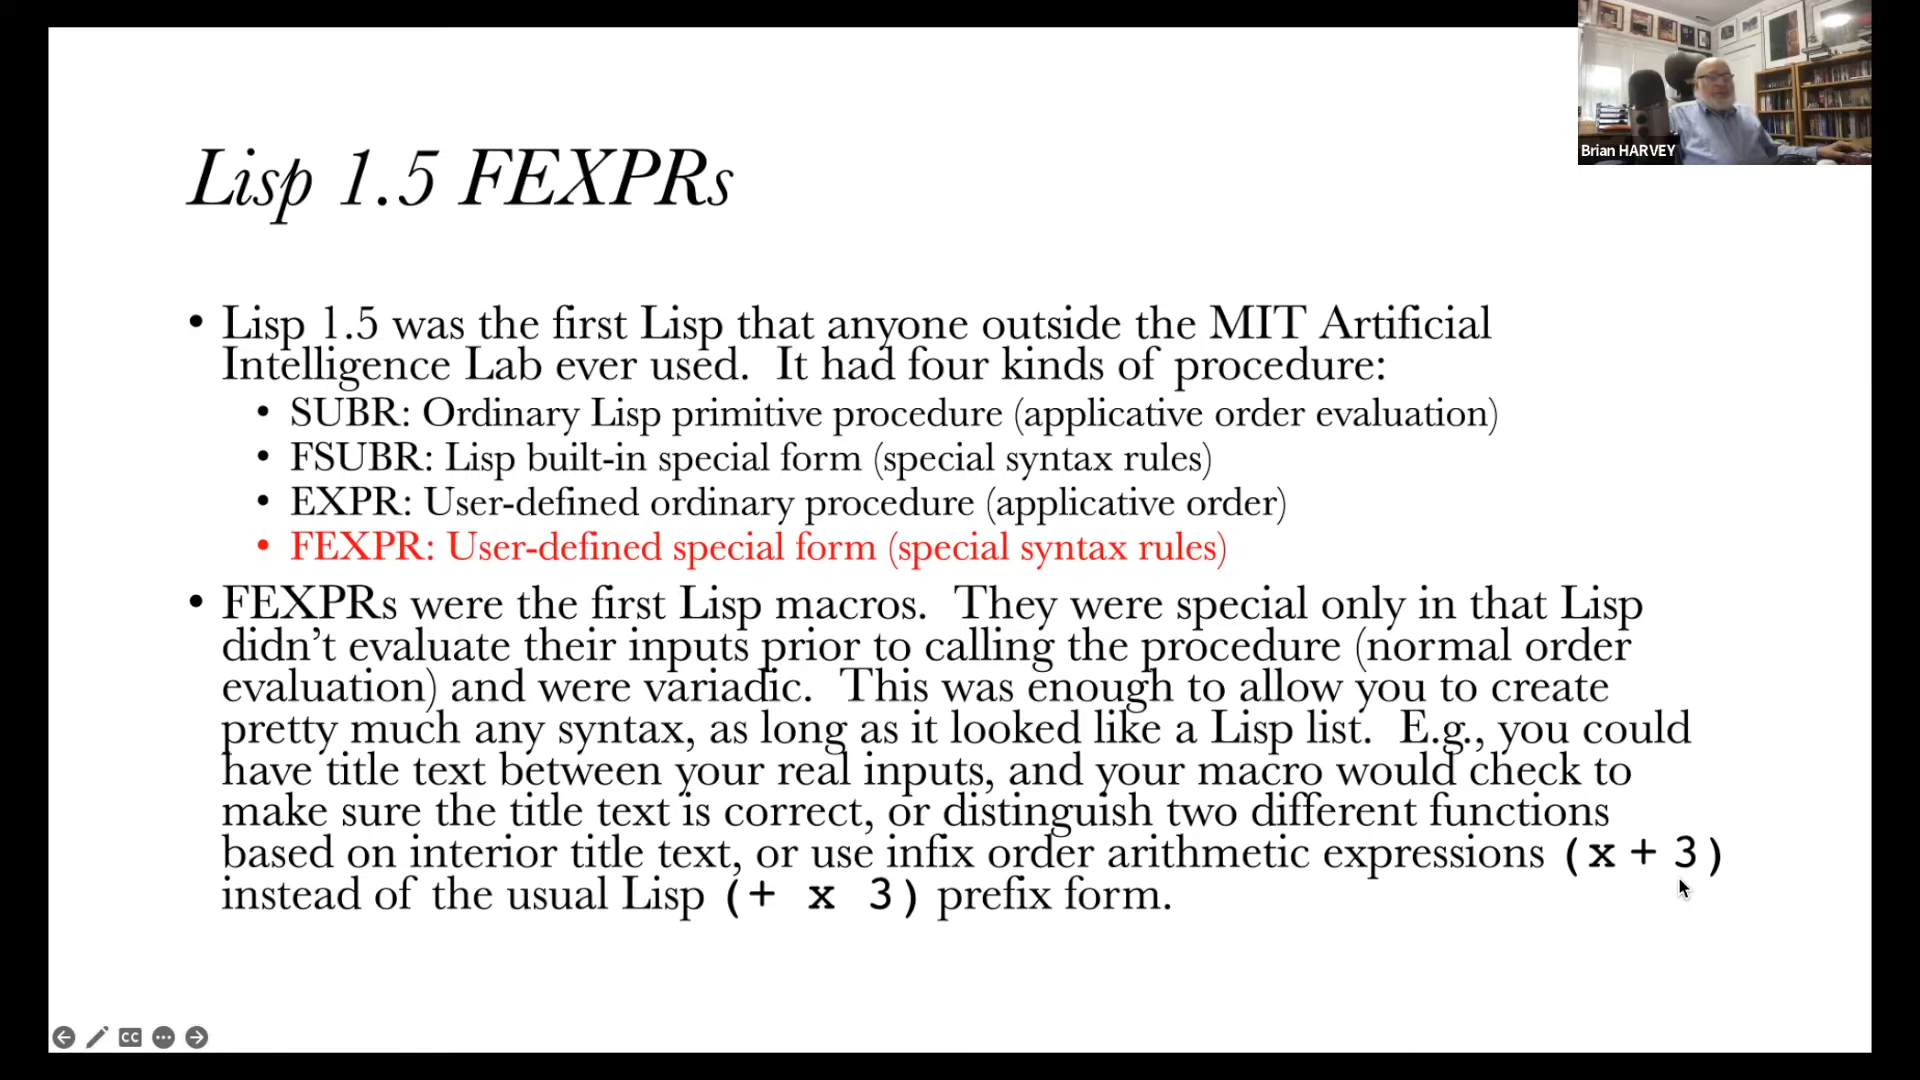 Brian HARVEY
Lisp 1.5 FEXPRs
• Lisp 1.5 was the first Lisp that anyone outside the MIT Artificial
Intelligence Lab ever used.  It had four kinds of procedure:
• SUBR: Ordinary Lisp primitive procedure (applicative order evaluation)
• FSUBR: Lisp built-in special form (special syntax rules)
• EXPR: User-defined ordinary procedure (applicative order)
• FEXPR: User-defined special form (special syntax rules)
• FEXPRs were the first Lisp macros.  They were special only in that Lisp
didn’t evaluate their inputs prior to calling the procedure (normal order
evaluation) and were variadic.  This was enough to allow you to create
pretty much any syntax, as long as it looked like a Lisp list.  E.g., you could
have title text between your real inputs, and your macro would check to
make sure the title text is correct, or distinguish two different functions
based on interior title text, or use infix order arithmetic expressions (x + 3)
instead of the usual Lisp (+ x 3) prefix form.
CC